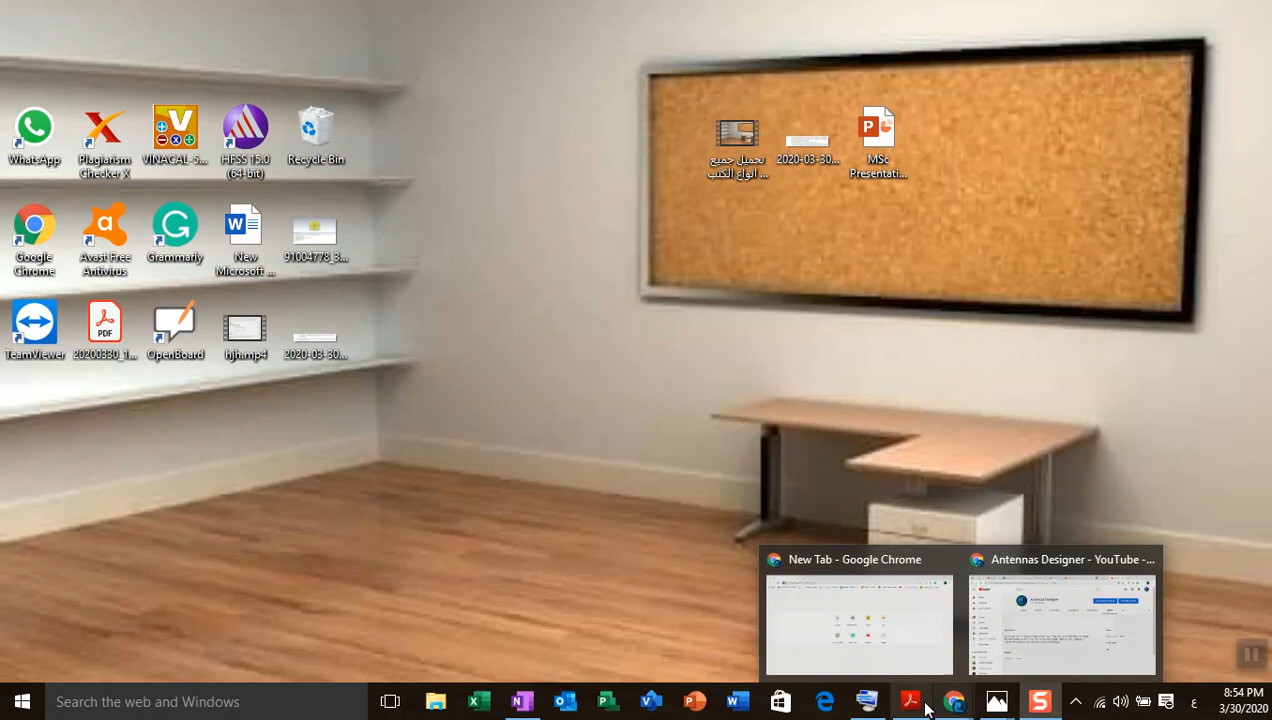 WhatsApp
Plagiarism
Checker X
VINACAL-5...
HFSS 15.0
(64-bit)
Recycle Bin
تحميل جميع
انواع الكتب ...
2020-03-30...
MSc
Presentati...
Google
Chrome
Avast Free
Antivirus
Grammarly
New
Microsoft ...
91004778_3...
TeamViewer
PDF
20200330_1...
OpenBoard
hjh.mp4
2020-03-30...
New Tab - Google Chrome
Antennas Designer - YouTube -...
Search the web and Windows
ع
8:54 PM
3/30/2020